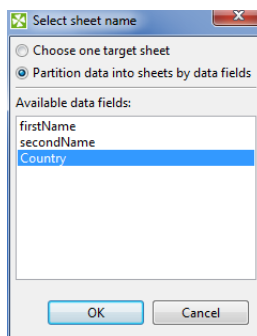 Select sheet name
Choose one target sheet
Partition data into sheets by data fields
Available data fields:
firstName
secondName
Country
OK
Cancel